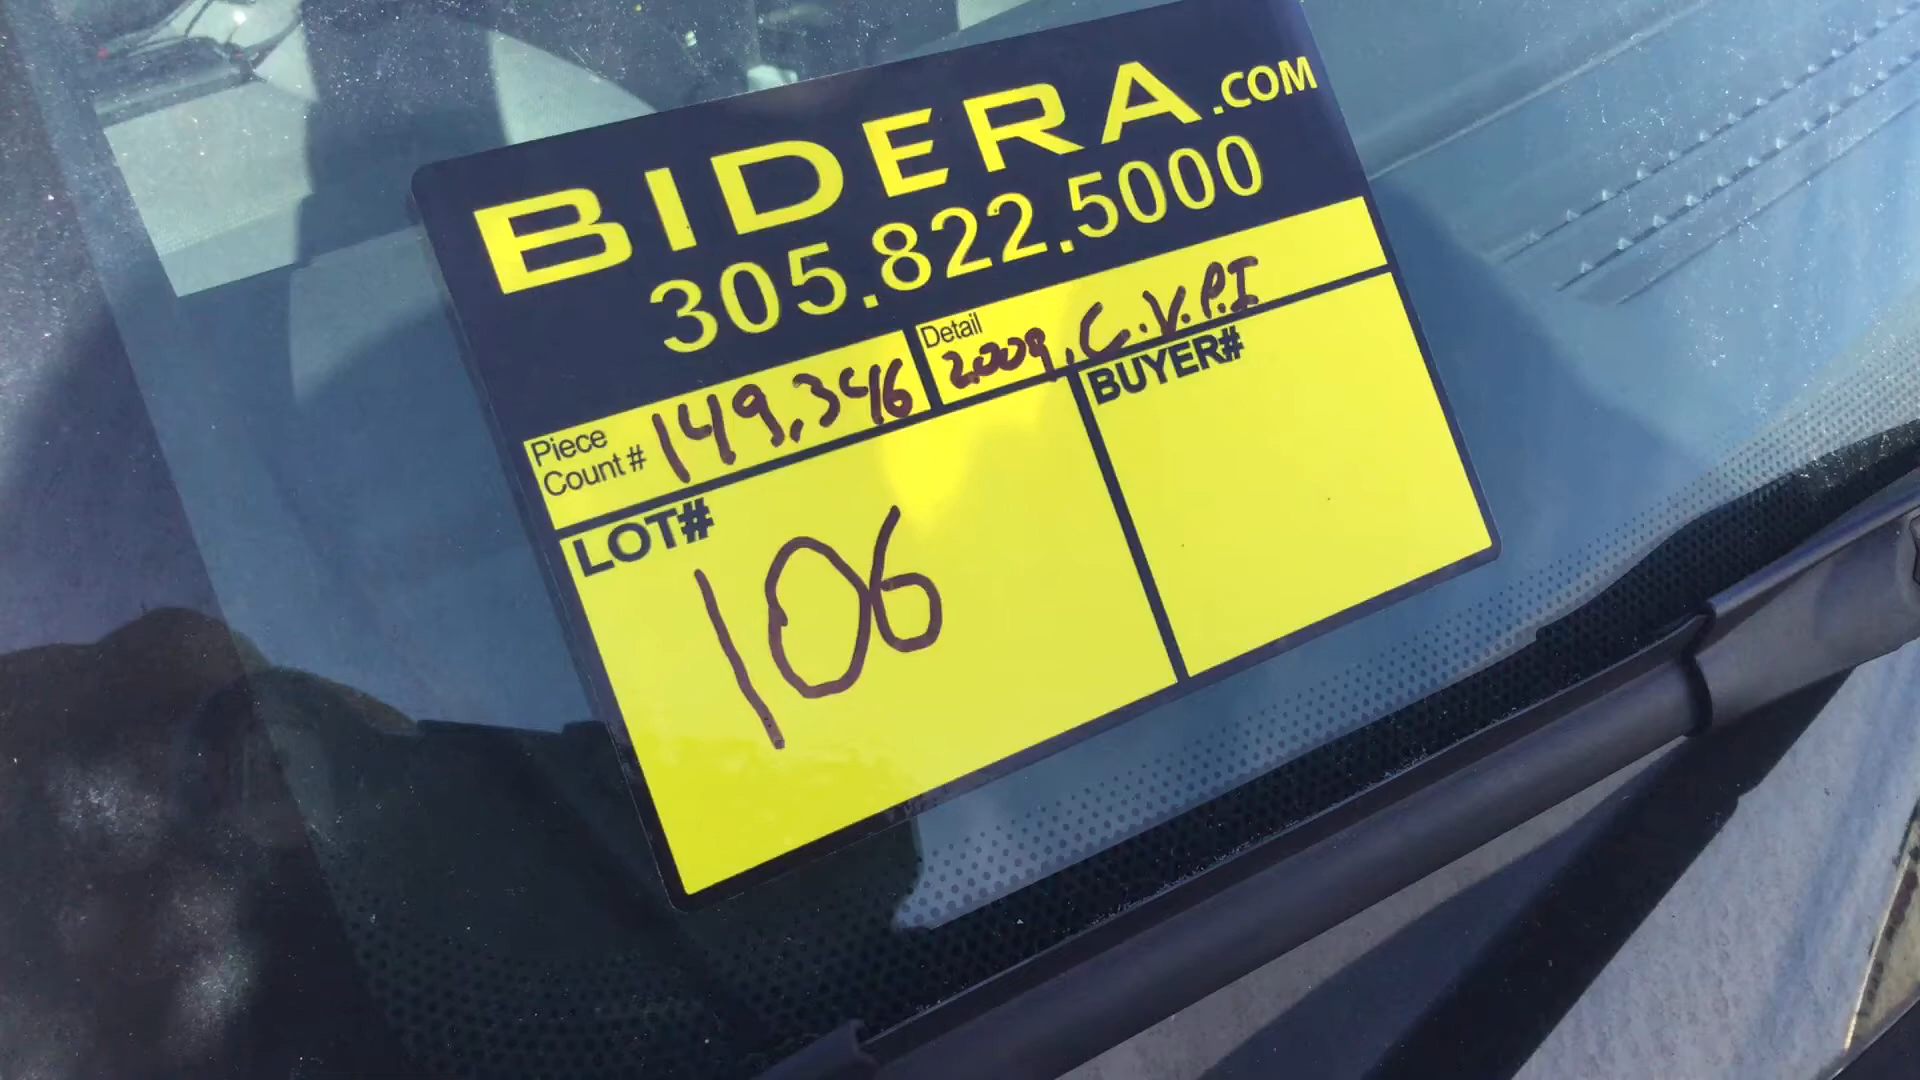 BIDERA.COM
305.822.5000
Piece Count # 149,346
Detail 2009, C.V.P.I
LOT# 106
BUYER#